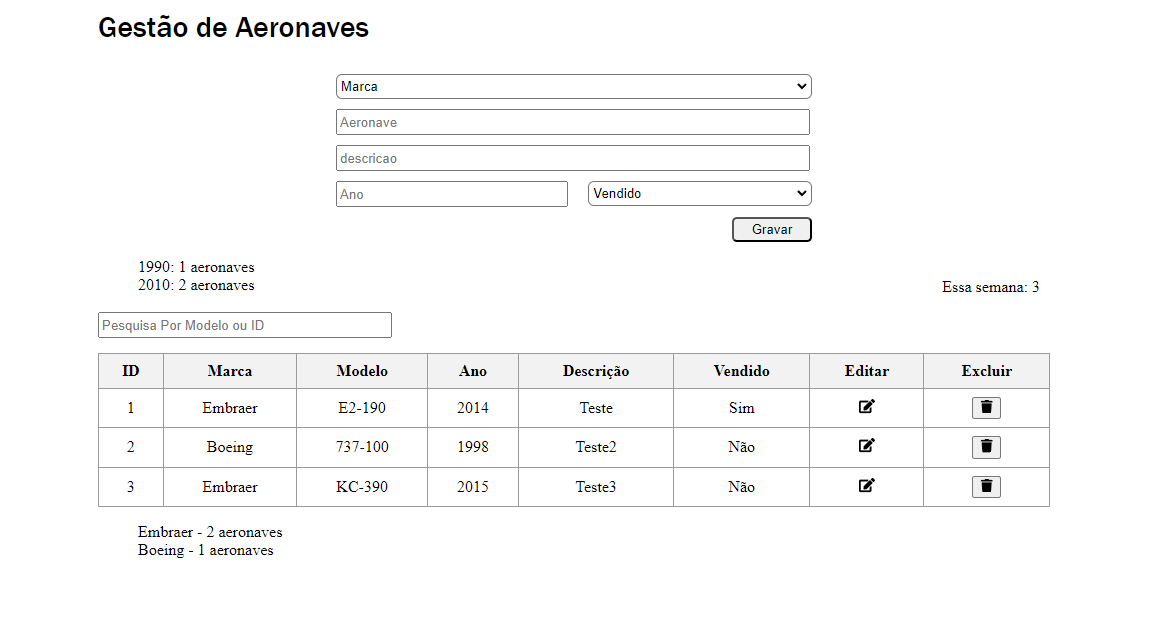 Gestão de Aeronaves
Marca
Aeronave
descricao
Ano Vendido
Gravar
1990: 1 aeronaves
2010: 2 aeronaves
Essa semana: 3
Pesquisa Por Modelo ou ID
ID Marca Modelo Ano Descrição Vendido Editar Excluir
1 Embraer E2-190 2014 Teste Sim
2 Boeing 737-100 1998 Teste2 Não
3 Embraer KC-390 2015 Teste3 Não
Embraer - 2 aeronaves
Boeing - 1 aeronaves